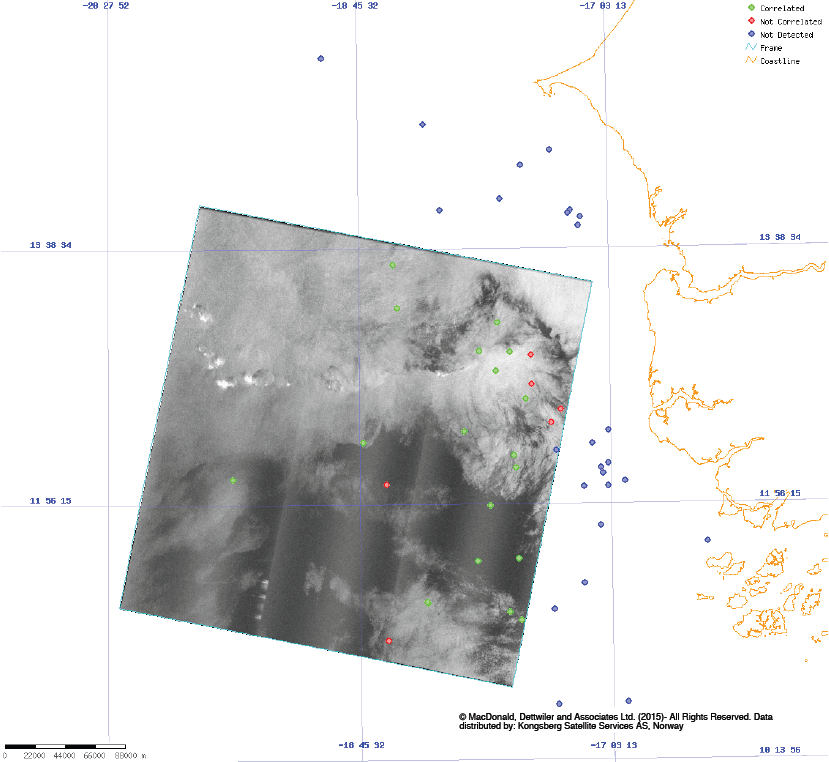 -20 27 52
-18 45 32
-17 03 13
Correlated
Not Correlated
Not Detected
Frame
Coastline
13 38 34
13 38 34
11 56 15
11 56 15
© MacDonald, Dettwiler and Associates Ltd. (2015)- All Rights Reserved. Data
distributed by: Kongsberg Satellite Services AS, Norway
-18 45 32
-17 03 13
10 13 56
0 22000 44000 66000 88000 m